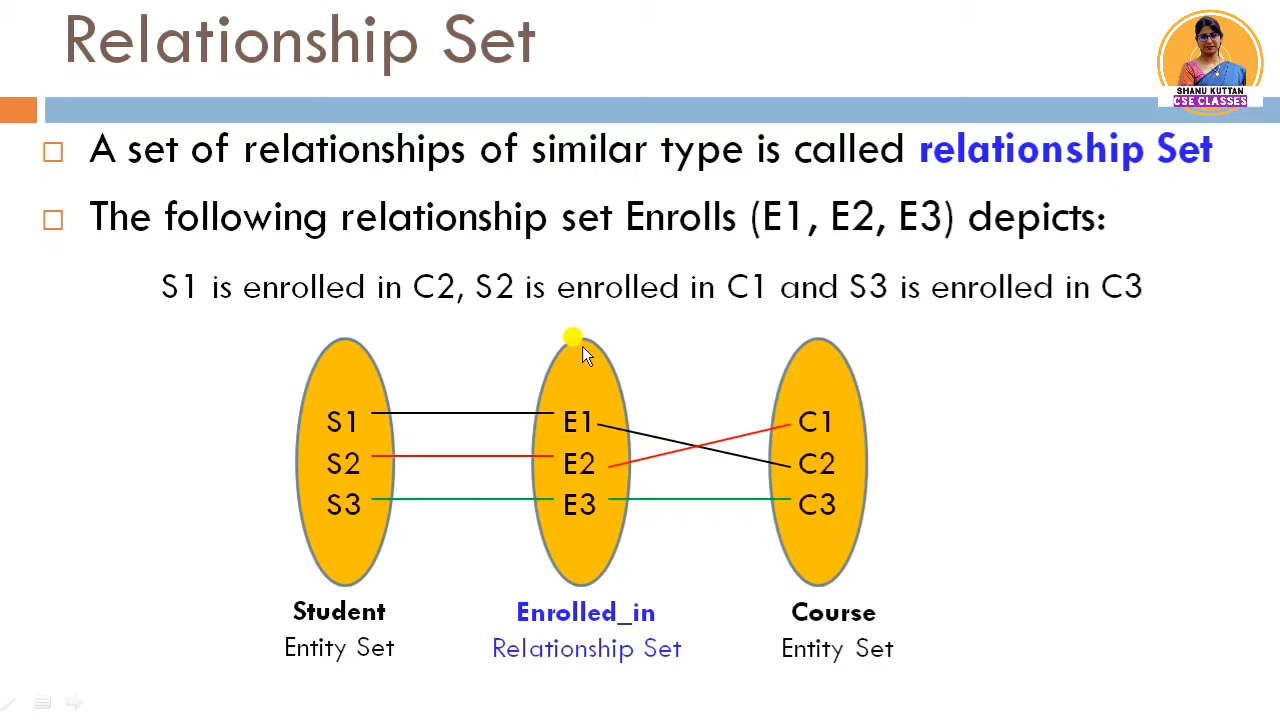 Relationship Set
SHANU KUTTAN
CSE CLASSES
A set of relationships of similar type is called relationship Set
The following relationship set Enrolls (E1, E2, E3) depicts:
S1 is enrolled in C2, S2 is enrolled in C1 and S3 is enrolled in C3
S1 E1 C1
S2 E2 C2
S3 E3 C3
Student Enrolled_in Course
Entity Set Relationship Set Entity Set